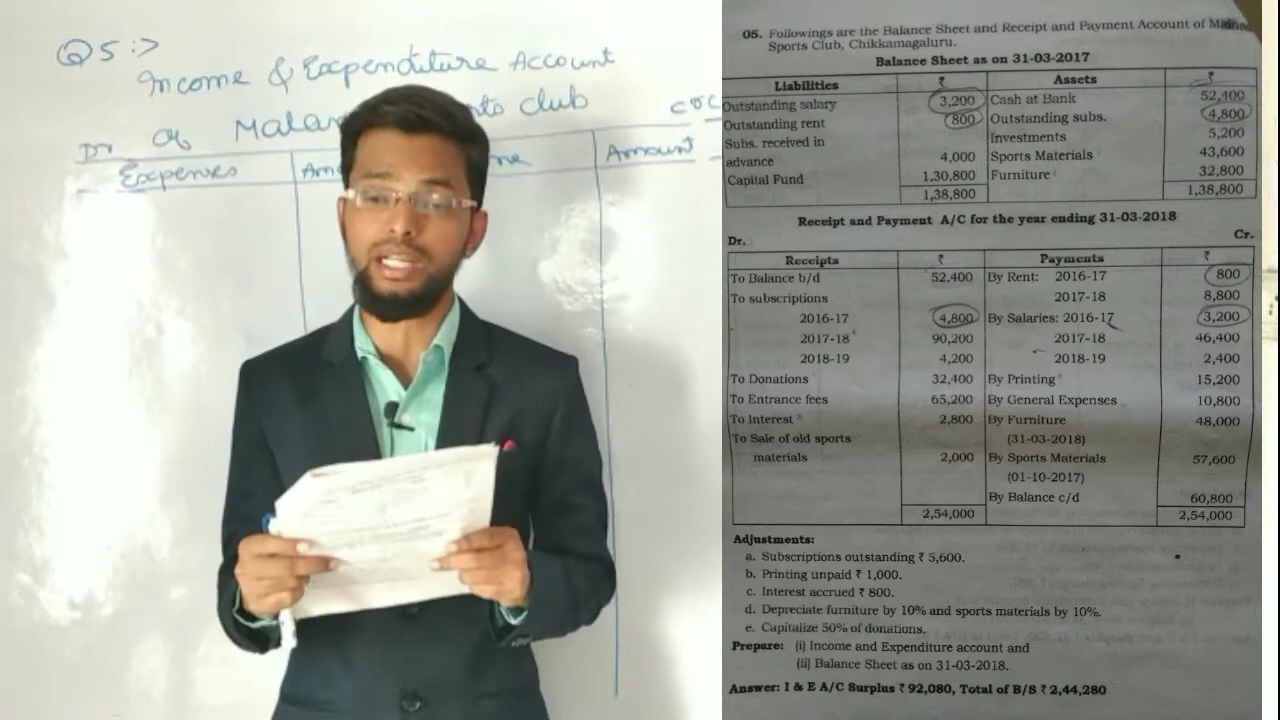 Q5:->
Income & Expenditure Account
of Malan sports club
Dr
Expenses Amount
05. Followings are the Balance Sheet and Receipt and Payment Account of
Sports Club, Chikkamagaluru.
Balance Sheet as on 31-03-2017
Liabilities ₹ Assets ₹
Outstanding salary 3,200 Cash at Bank 52,400
Outstanding rent 800 Outstanding subs. 4,800
Subs. received in Investments 5,200
advance 4,000 Sports Materials 43,600
Capital Fund 1,30,800 Furniture 32,800
1,38,800 1,38,800
Receipt and Payment A/C for the year ending 31-03-2018
Dr. Cr.
Receipts ₹ Payments ₹
To Balance b/d 52,400 By Rent: 2016-17 800
To subscriptions 2017-18 8,800
2016-17 4,800 By Salaries: 2016-17 3,200
2017-18 90,200 2017-18 46,400
2018-19 4,200 2018-19 2,400
To Donations 32,400 By Printing 15,200
To Entrance fees 65,200 By General Expenses 10,800
To Interest 2,800 By Furniture 48,000
To Sale of old sports (31-03-2018)
materials 2,000 By Sports Materials 57,600
(01-10-2017)
By Balance c/d 60,800
2,54,000 2,54,000
Adjustments:
a. Subscriptions outstanding ₹ 5,600.
b. Printing unpaid ₹ 1,000.
c. Interest accrued ₹ 800.
d. Depreciate furniture by 10% and sports materials by 10%.
e. Capitalize 50% of donations.
Prepare: (i) Income and Expenditure account and
(ii) Balance Sheet as on 31-03-2018.
Answer: I & E A/C Surplus ₹ 92,080, Total of B/S ₹ 2,44,280